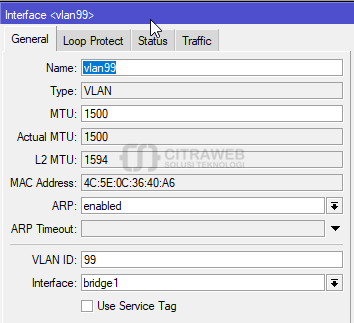 Interface <vlan99>
General Loop Protect Status Traffic
Name: vlan99
Type: VLAN
MTU: 1500
Actual MTU: 1500
L2 MTU: 1594
CITRAWEB
SOLUSI TEKNOLOGI
MAC Address: 4C:5E:0C:36:40:A6
ARP: enabled
ARP Timeout:
VLAN ID: 99
Interface: bridge1
Use Service Tag